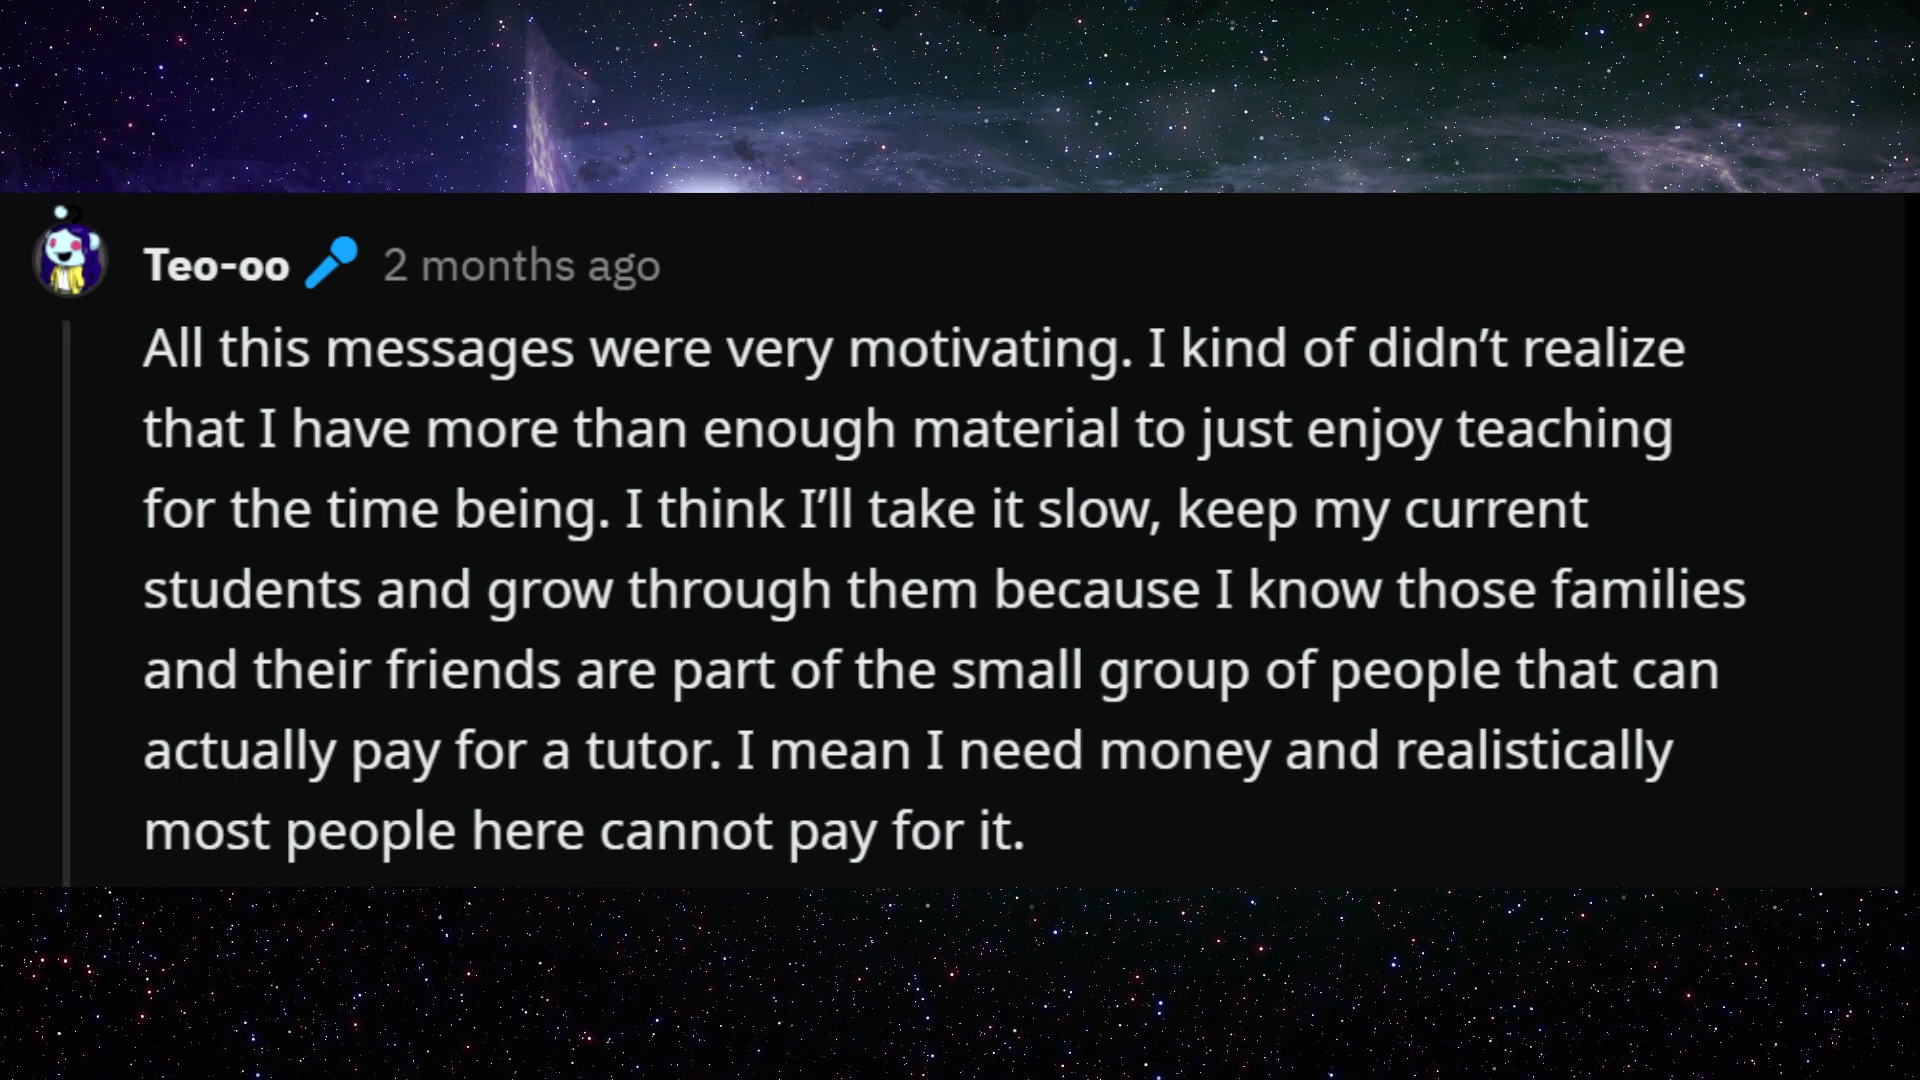 Teo-oo 2 months ago
All this messages were very motivating. I kind of didn’t realize
that I have more than enough material to just enjoy teaching
for the time being. I think I’ll take it slow, keep my current
students and grow through them because I know those families
and their friends are part of the small group of people that can
actually pay for a tutor. I mean I need money and realistically
most people here cannot pay for it.